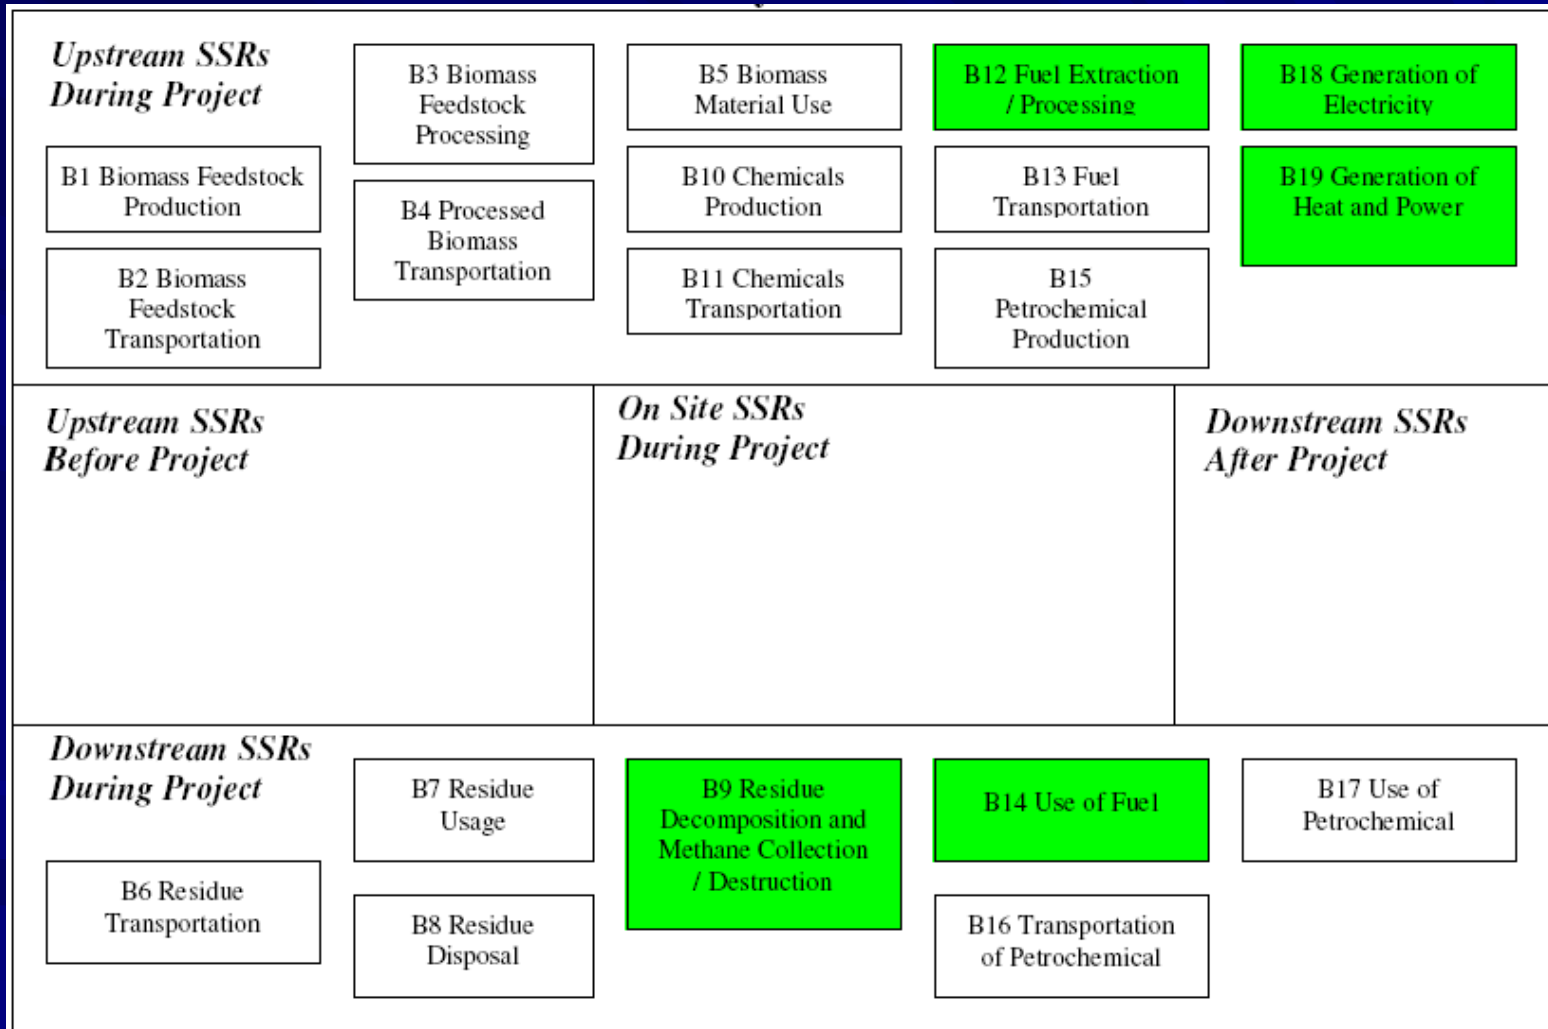 Upstream SSRs
During Project
B1 Biomass Feedstock
Production
B2 Biomass
Feedstock
Transportation
B3 Biomass
Feedstock
Processing
B4 Processed
Biomass
Transportation
B5 Biomass
Material Use
B10 Chemicals
Production
B11 Chemicals
Transportation
B12 Fuel Extraction
/ Processing
B13 Fuel
Transportation
B15
Petrochemical
Production
B18 Generation of
Electricity
B19 Generation of
Heat and Power
Upstream SSRs
Before Project
On Site SSRs
During Project
Downstream SSRs
After Project
Downstream SSRs
During Project
B6 Residue
Transportation
B7 Residue
Usage
B8 Residue
Disposal
B9 Residue
Decomposition and
Methane Collection
/ Destruction
B14 Use of Fuel
B16 Transportation
of Petrochemical
B17 Use of
Petrochemical